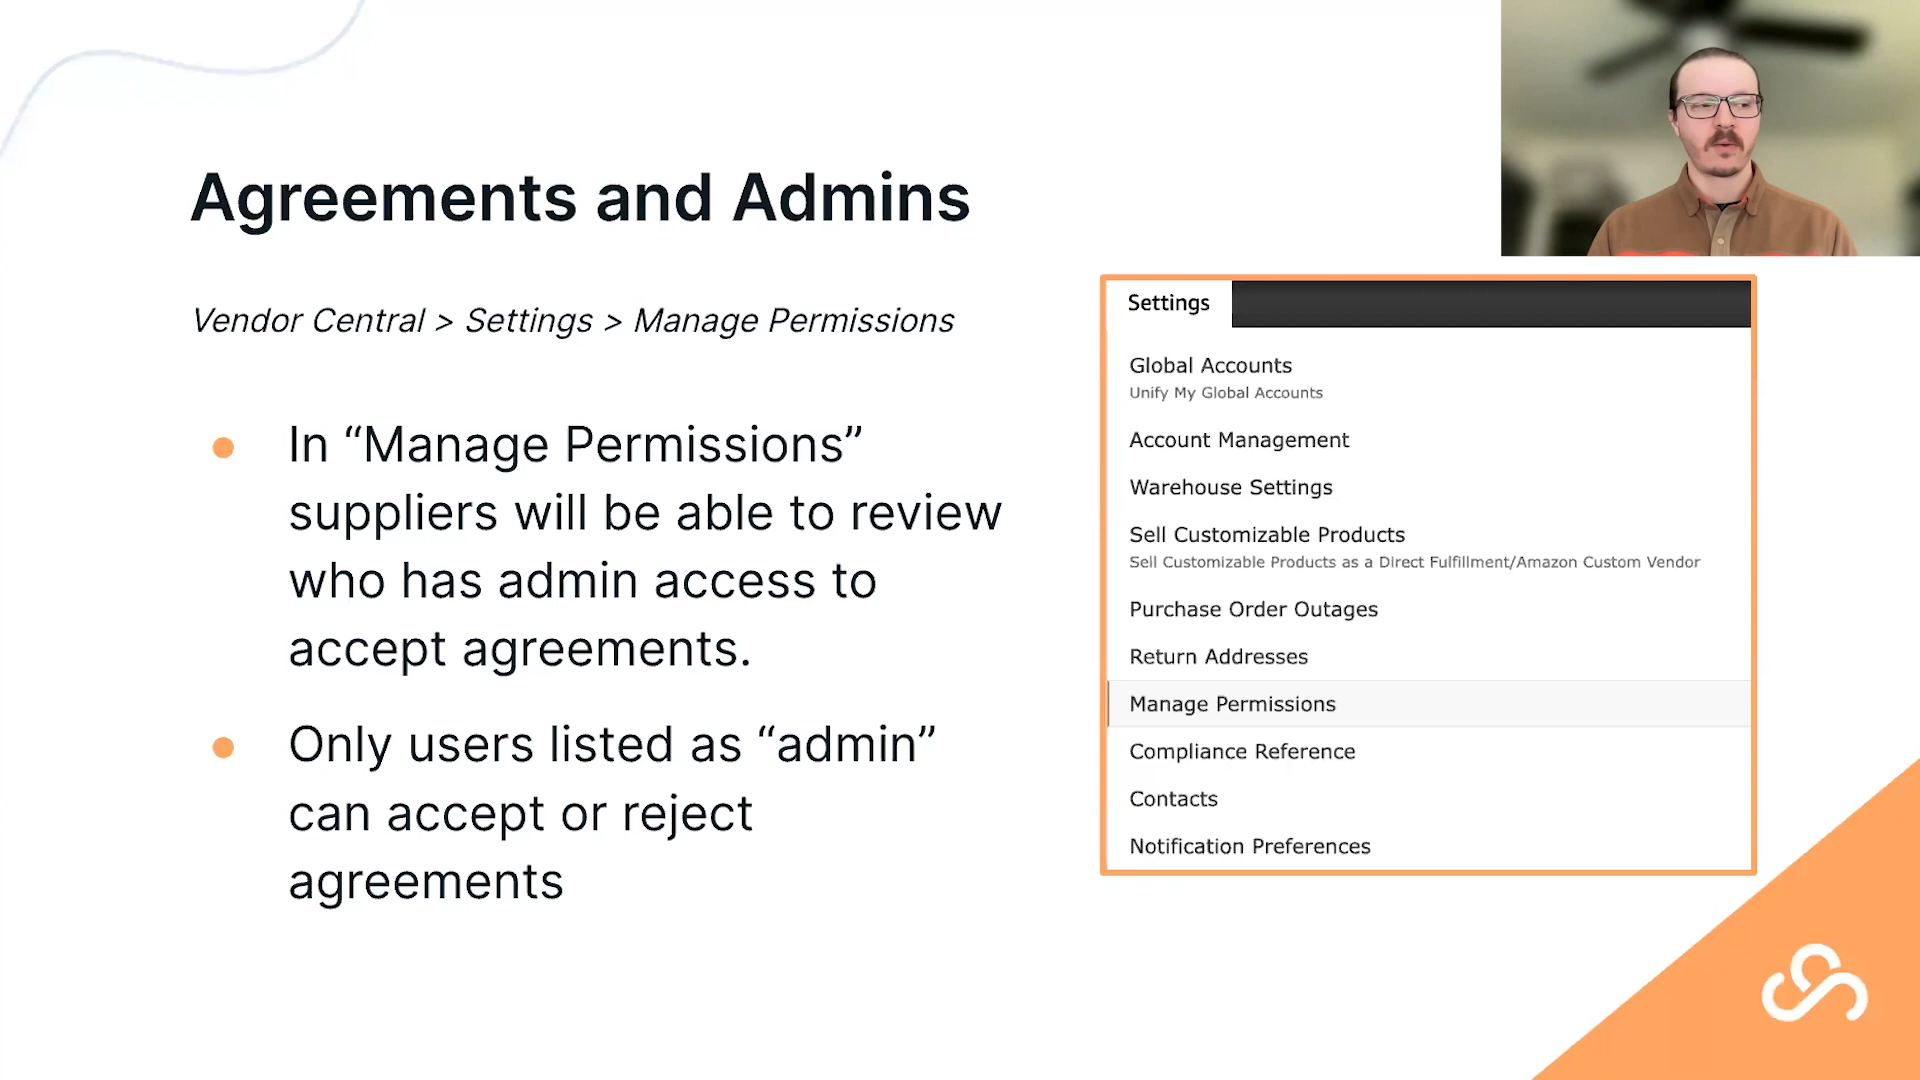 Agreements and Admins
Vendor Central > Settings > Manage Permissions
In “Manage Permissions”
suppliers will be able to review
who has admin access to
accept agreements.
Only users listed as “admin”
can accept or reject
agreements
Settings
Global Accounts
Unify My Global Accounts
Account Management
Warehouse Settings
Sell Customizable Products
Sell Customizable Products as a Direct Fulfillment/Amazon Custom Vendor
Purchase Order Outages
Return Addresses
Manage Permissions
Compliance Reference
Contacts
Notification Preferences